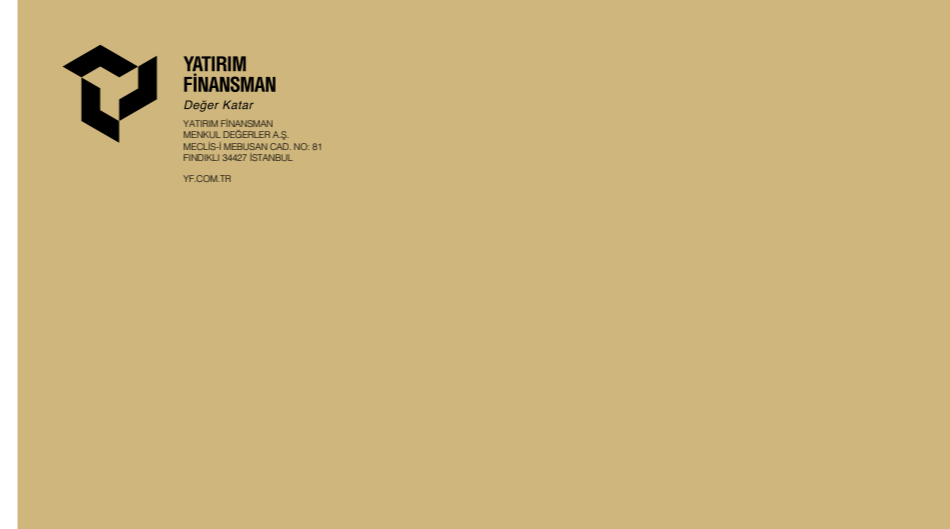 YATIRIM
FİNANSMAN
Değer Katar
YATIRIM FİNANSMAN
MENKUL DEĞERLER A.Ş.
MECLİS-İ MEBUSAN CAD. NO: 81
FINDIKLI 34427 İSTANBUL
YF.COM.TR